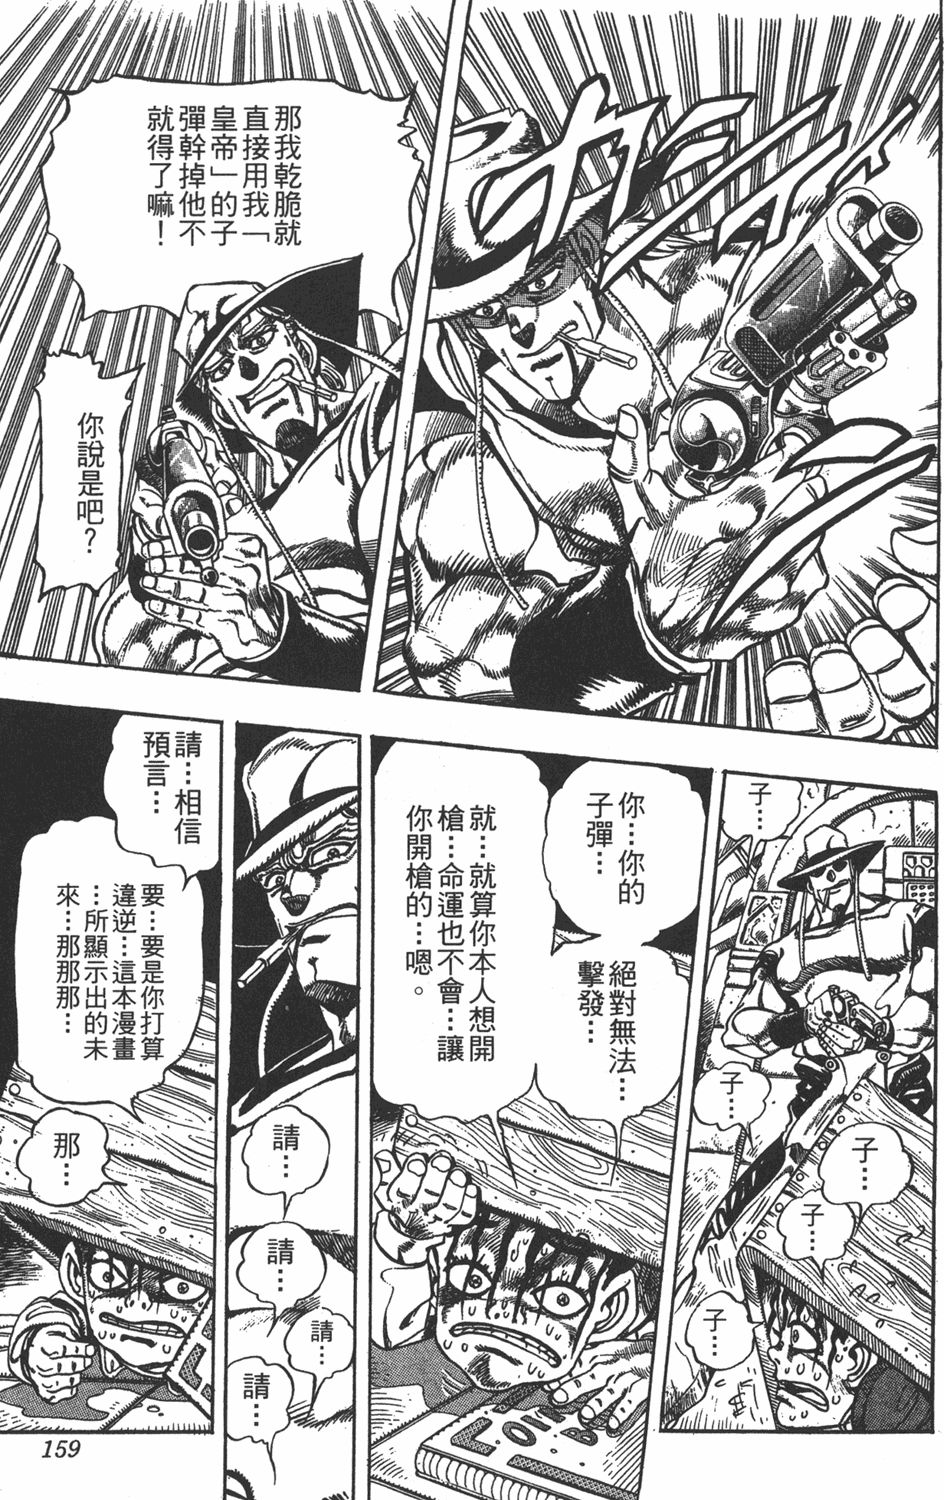 ガシィイ
那我乾脆就
直接用我「
皇帝」的子
彈幹掉他不
就得了嘛！
你說是吧？
子…
子…
子…
子…
子…
你…你的
子彈…
絕對無法…
擊發…
就…就算你本人想開
槍…命運也不會…讓
你開槍的…嗯。
請…
請…
請…
請…
請…相信
預言…
要…要是你打算
違逆…這本漫畫
…所顯示出的未
來…那那那…
那…
159